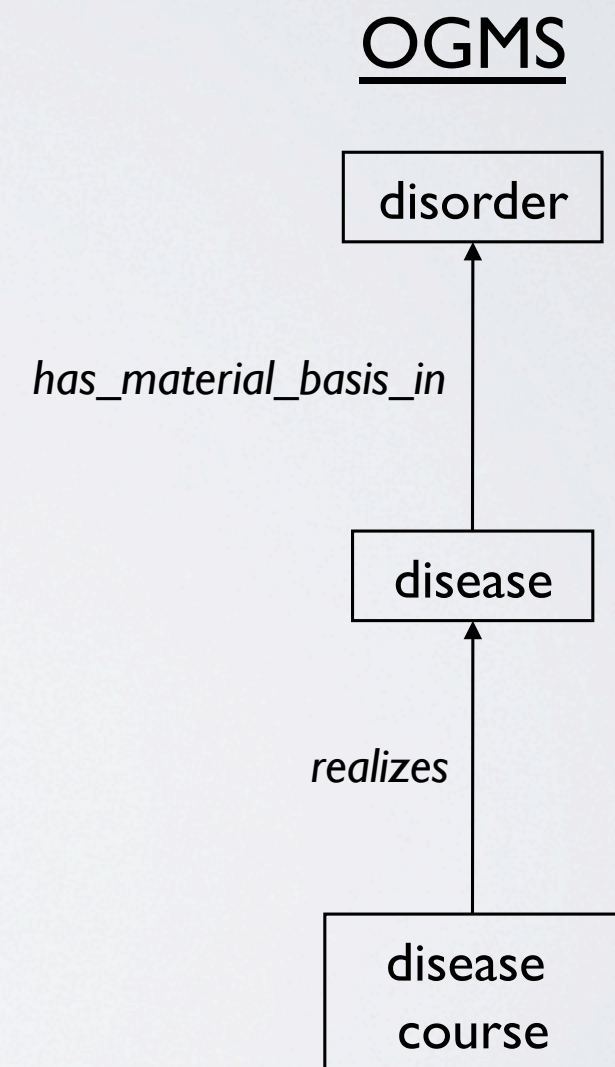 OGMS
disorder
has_material_basis_in
disease
realizes
disease
course